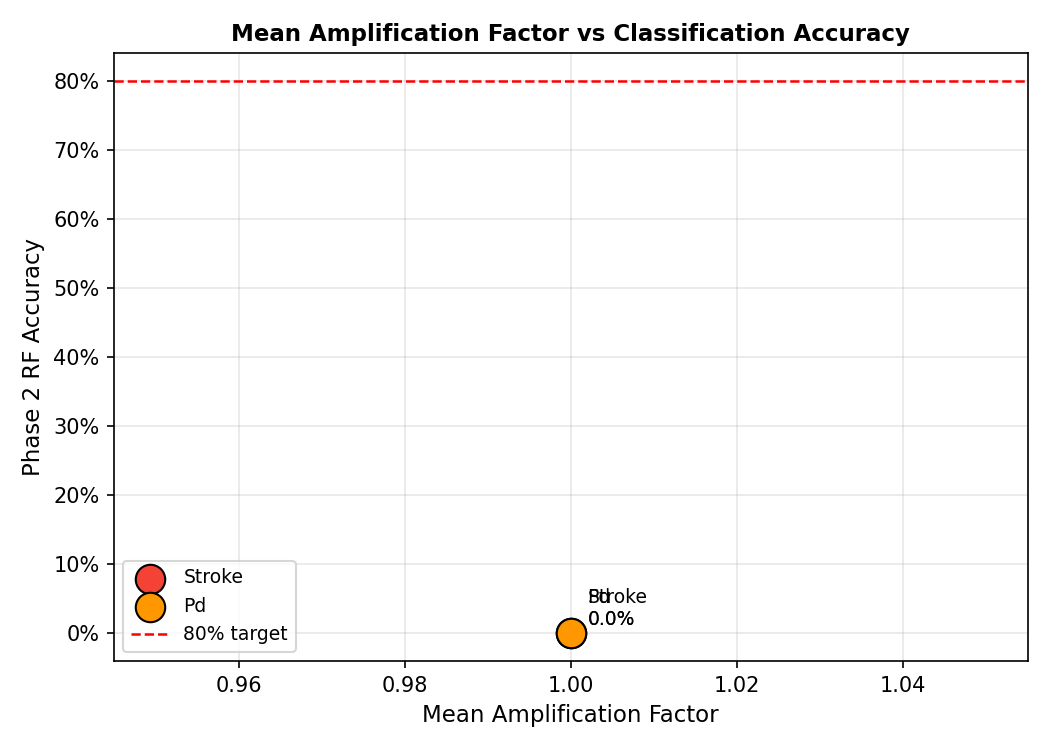 Mean Amplification Factor vs Classification Accuracy
Phase 2 RF Accuracy
80%
70%
60%
50%
40%
30%
20%
10%
0%
Stroke
Pd
80% target
Stroke
Pd
0.0%
0.96
0.98
1.00
1.02
1.04
Mean Amplification Factor